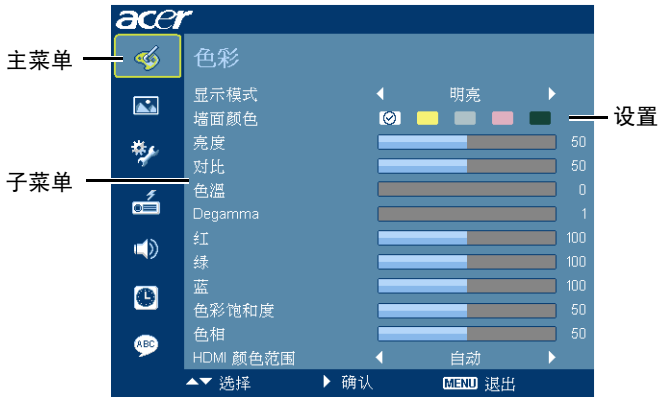 acer
主菜单
色彩
显示模式 明亮
墙面颜色
设置
亮度 50
对比 50
子菜单
色溫 0
Degamma 1
红 100
绿 100
蓝 100
色彩饱和度 50
色相 50
ABC
HDMI 颜色范围 自动
选择 确认 MENU 退出